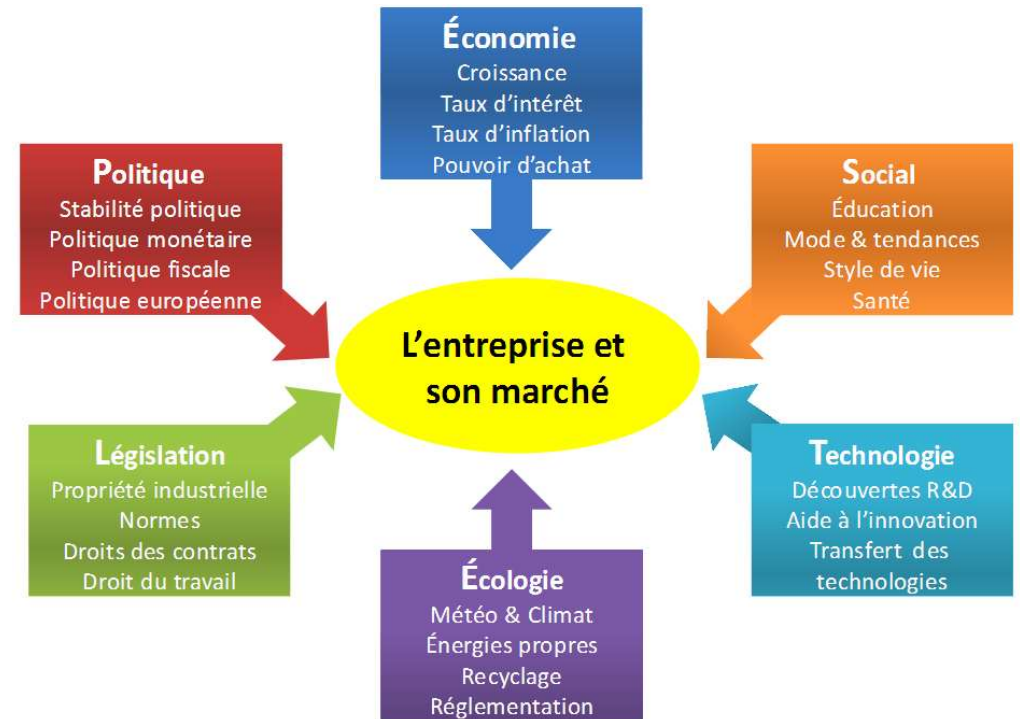 Économie
Croissance
Taux d'intérêt
Taux d'inflation
Pouvoir d'achat
Politique
Stabilité politique
Politique monétaire
Politique fiscale
Politique européenne
Social
Éducation
Mode & tendances
Style de vie
Santé
L'entreprise et
son marché
Législation
Propriété industrielle
Normes
Droits des contrats
Droit du travail
Technologie
Découvertes R&D
Aide à l'innovation
Transfert des
technologies
Écologie
Météo & Climat
Énergies propres
Recyclage
Réglementation